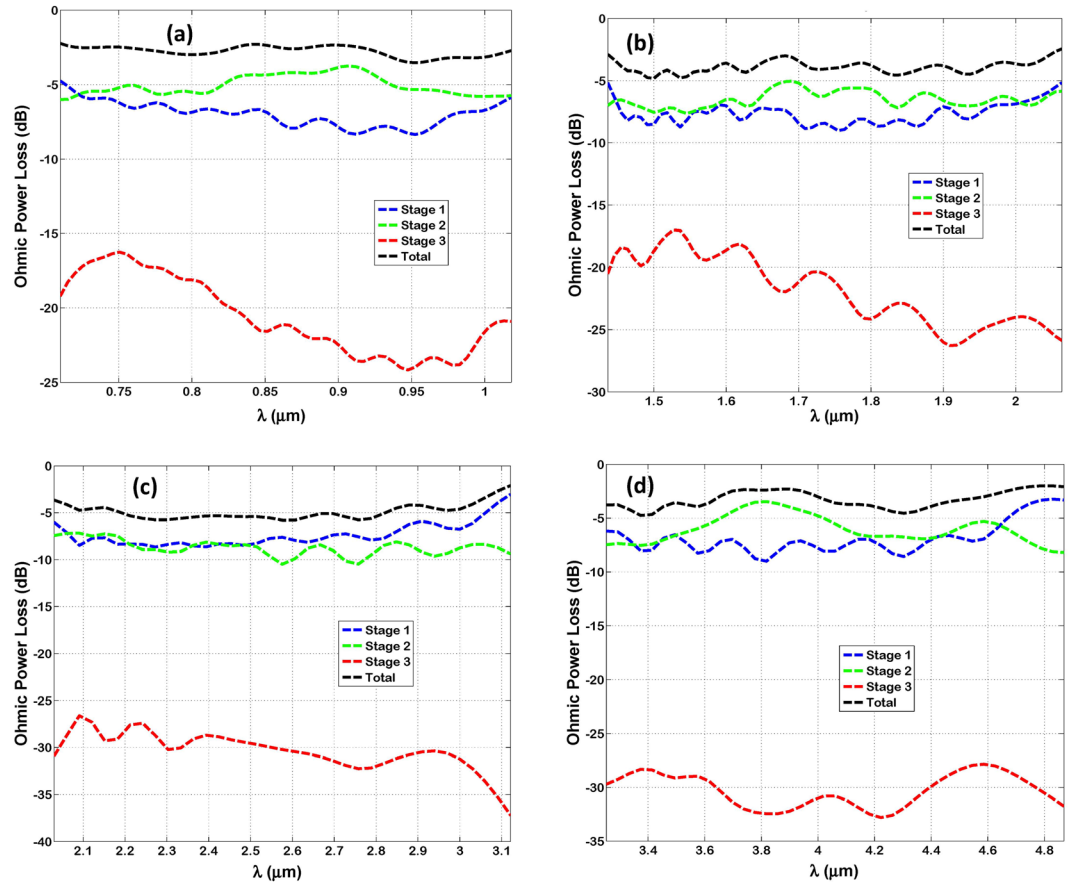 (a)
Ohmic Power Loss (dB)
0
-5
-10
-15
-20
-25
Stage 1
Stage 2
Stage 3
Total
0.75 0.8 0.85 0.9 0.95 1
λ (μm)
(b)
Ohmic Power Loss (dB)
0
-5
-10
-15
-20
-25
-30
Stage 1
Stage 2
Stage 3
Total
1.5 1.6 1.7 1.8 1.9 2
λ (μm)
(c)
Ohmic Power Loss (dB)
0
-5
-10
-15
-20
-25
-30
-35
-40
Stage 1
Stage 2
Stage 3
Total
2.1 2.2 2.3 2.4 2.5 2.6 2.7 2.8 2.9 3 3.1
λ (μm)
(d)
Ohmic Power Loss (dB)
0
-5
-10
-15
-20
-25
-30
-35
Stage 1
Stage 2
Stage 3
Total
3.4 3.6 3.8 4 4.2 4.4 4.6 4.8
λ (μm)